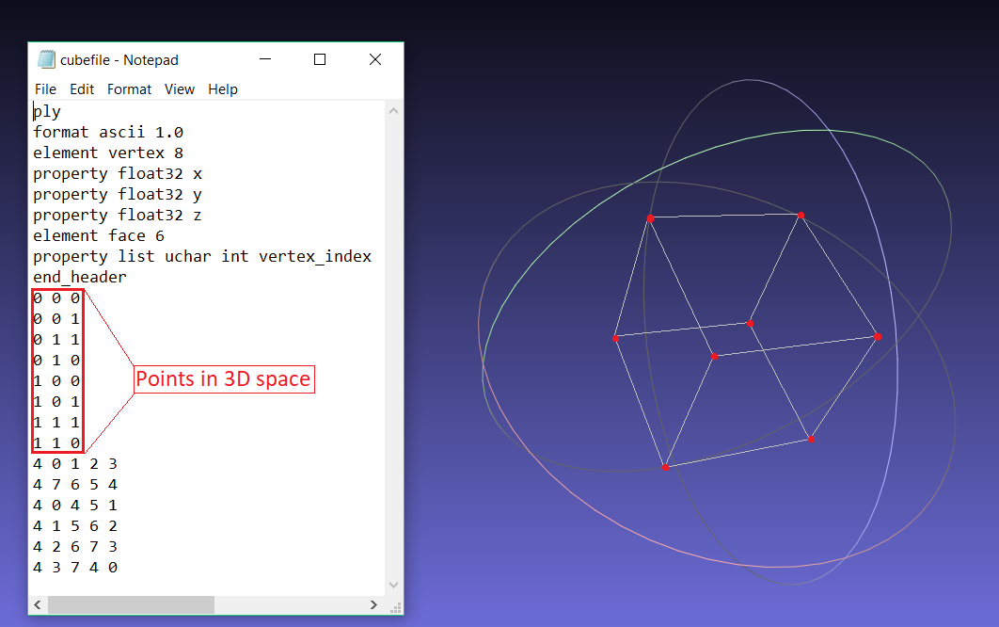 cubefile - Notepad
File Edit Format View Help
ply
format ascii 1.0
element vertex 8
property float32 x
property float32 y
property float32 z
element face 6
property list uchar int vertex_index
end_header
0 0 0
0 0 1
0 1 1
0 1 0
1 0 0
1 0 1
1 1 1
1 1 0
Points in 3D space
4 0 1 2 3
4 7 6 5 4
4 0 4 5 1
4 1 5 6 2
4 2 6 7 3
4 3 7 4 0